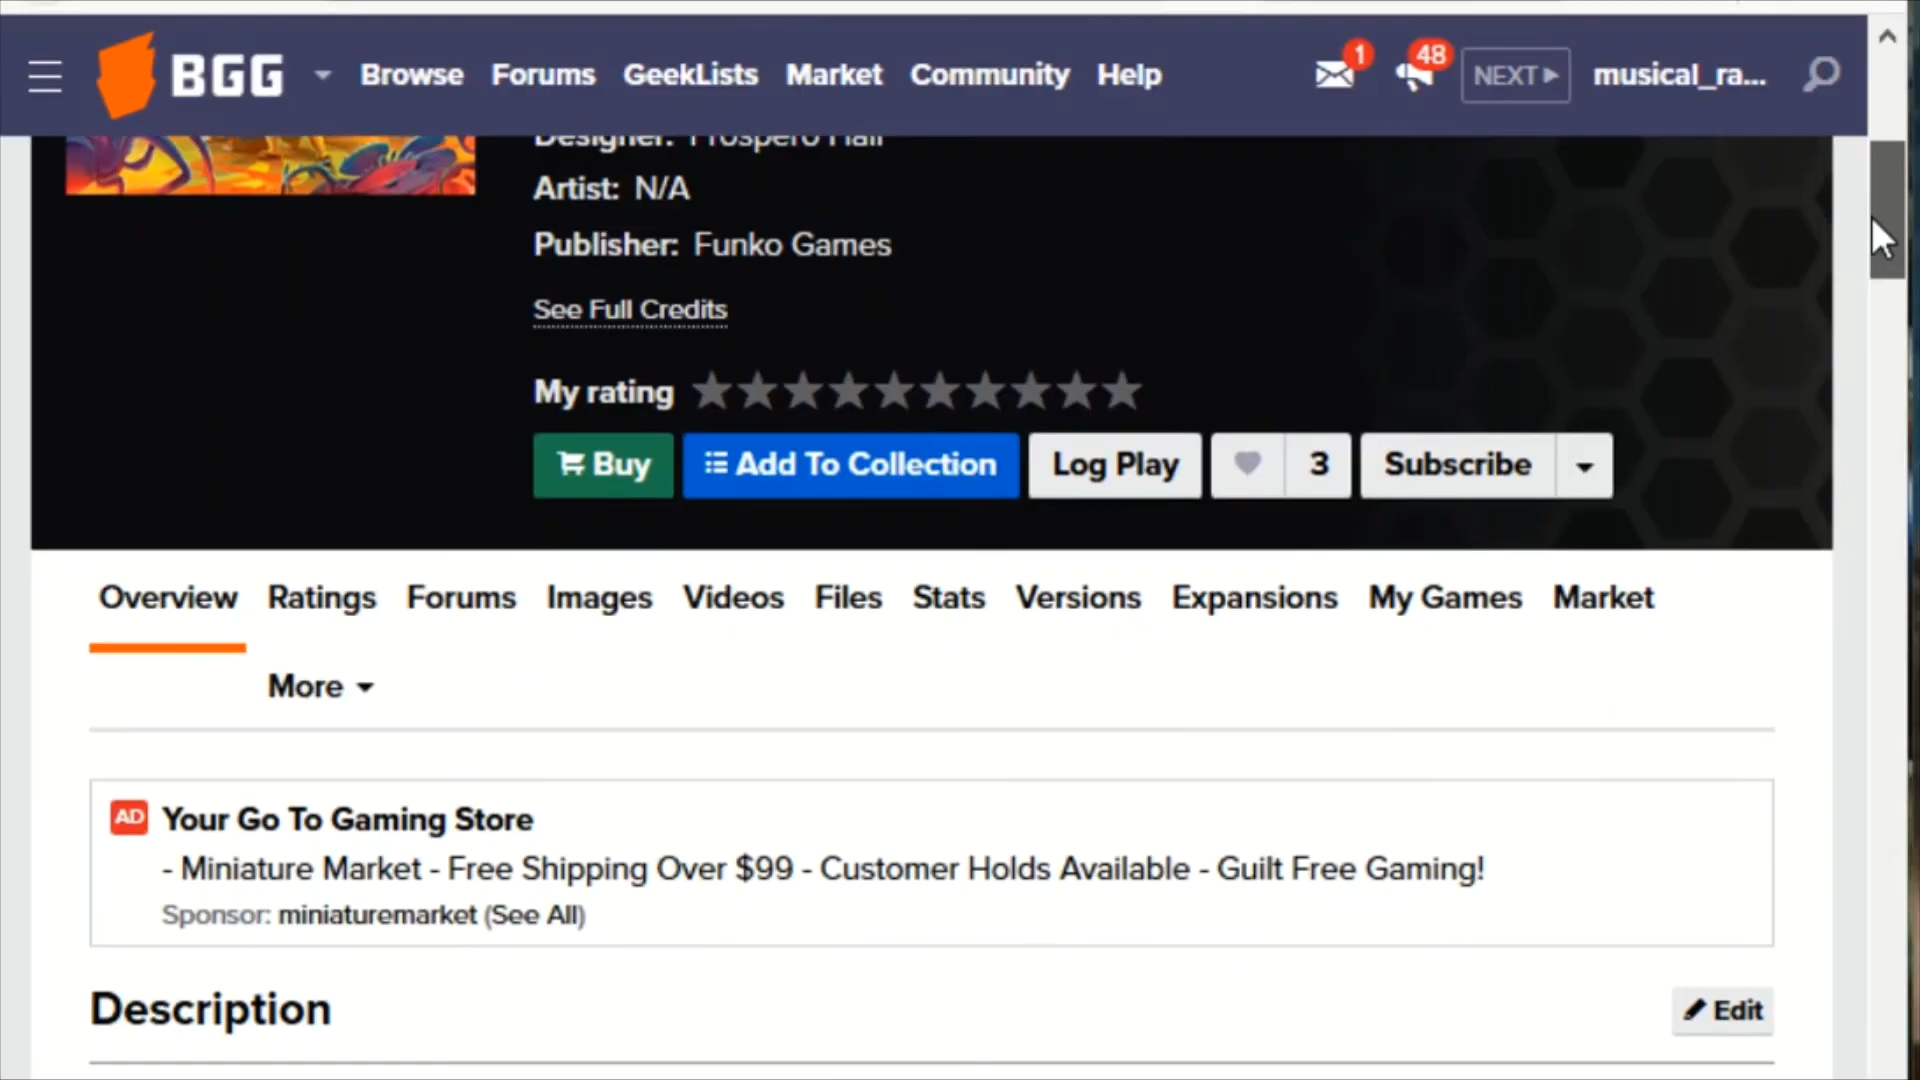 BGG Browse Forums GeekLists Market Community Help 1 48 NEXT musical_ra...
Designer: Prospero Hall
Artist: N/A
Publisher: Funko Games
See Full Credits
My rating
Buy Add To Collection Log Play 3 Subscribe
Overview Ratings Forums Images Videos Files Stats Versions Expansions My Games Market
More
AD Your Go To Gaming Store
- Miniature Market - Free Shipping Over $99 - Customer Holds Available - Guilt Free Gaming!
Sponsor: miniaturemarket (See All)
Description Edit